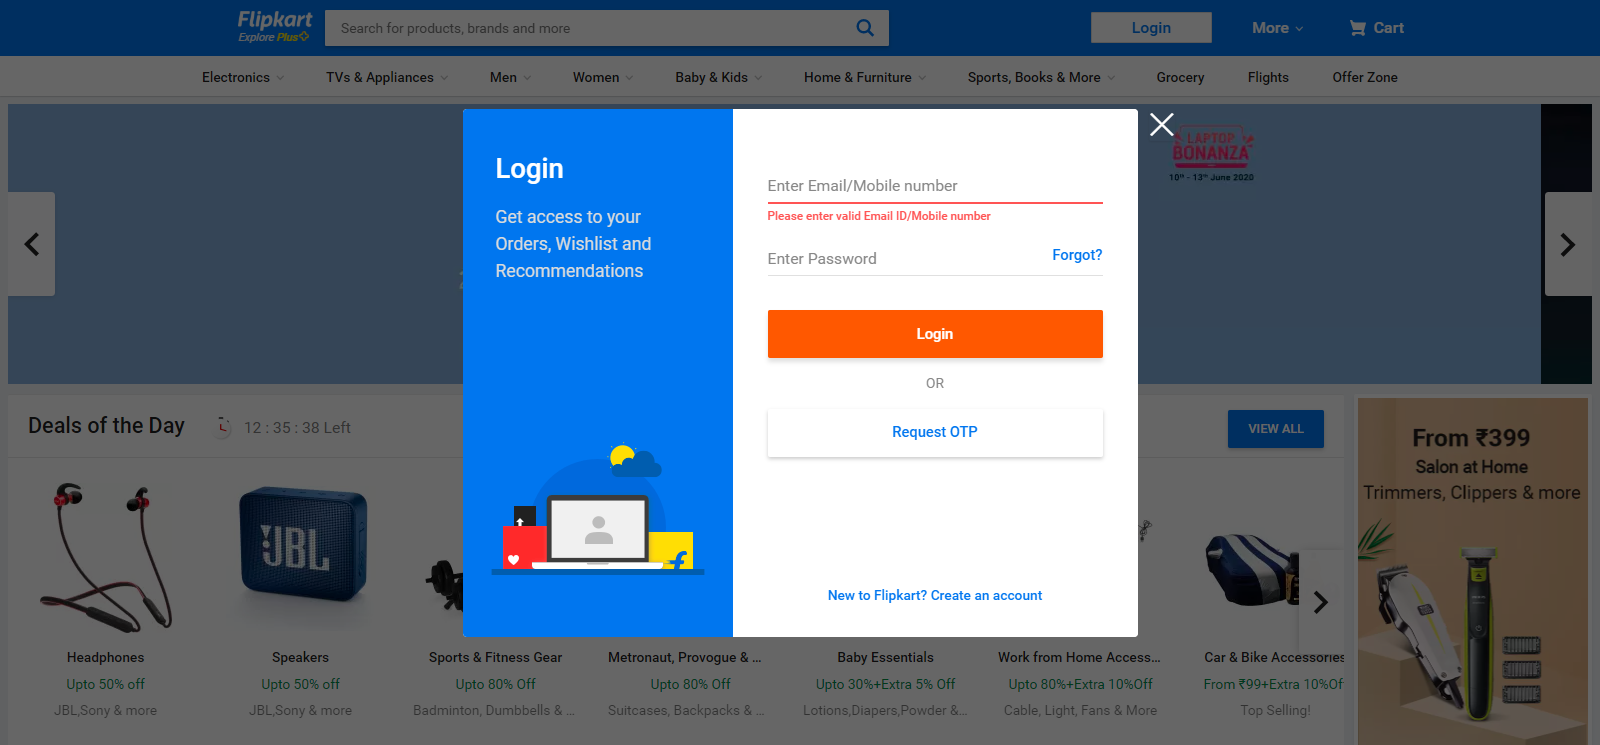 Flipkart
Explore Plus
Search for products, brands and more
Login
More
Cart
Electronics
TVs & Appliances
Men
Women
Baby & Kids
Home & Furniture
Sports, Books & More
Grocery
Flights
Offer Zone
LAPTOP
BONANZA
10th - 13th June 2020
Login
Get access to your
Orders, Wishlist and
Recommendations
Enter Email/Mobile number
Please enter valid Email ID/Mobile number
Enter Password
Forgot?
Login
OR
Request OTP
New to Flipkart? Create an account
Deals of the Day
12 : 35 : 38 Left
VIEW ALL
JBL
Headphones
Upto 50% off
JBL,Sony & more
Speakers
Upto 50% off
JBL,Sony & more
Sports & Fitness Gear
Upto 80% Off
Badminton, Dumbbells & ...
Metronaut, Provogue & ...
Upto 80% Off
Suitcases, Backpacks & ...
Baby Essentials
Upto 30%+Extra 5% Off
Lotions,Diapers,Powder &...
Work from Home Access...
Upto 80%+Extra 10%Off
Cable, Light, Fans & More
Car & Bike Accessories
From ₹99+Extra 10%Of
Top Selling!
From ₹399
Salon at Home
Trimmers, Clippers & more